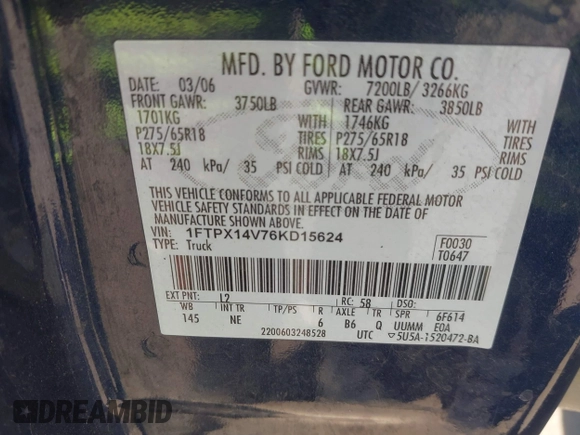 MFD. BY FORD MOTOR CO.
DATE: 03/06 GVWR: 7200LB/ 3266KG
FRONT GAWR: 3750LB REAR GAWR: 3850LB
1701KG WITH 1746KG WITH
P275/65R18 TIRES P275/65R18 TIRES
18X7.5J RIMS 18X7.5J RIMS
AT 240 kPa/ 35 PSI COLD AT 240 kPa/ 35 PSI COLD
THIS VEHICLE CONFORMS TO ALL APPLICABLE FEDERAL MOTOR
VEHICLE SAFETY STANDARDS IN EFFECT ON THE DATE OF
MANUFACTURE SHOWN ABOVE.
VIN: 1FTPX14V76KD15624 F0030
TYPE: Truck T0647
EXT PNT: L2 RC: 58 DSO:
WB INT TR TP/PS R AXLE TR SPR 6F614
145 NE 6 B6 Q UUMM E0A
2200603248528 UTC 5U5A-1520472-BA
DREAMBID